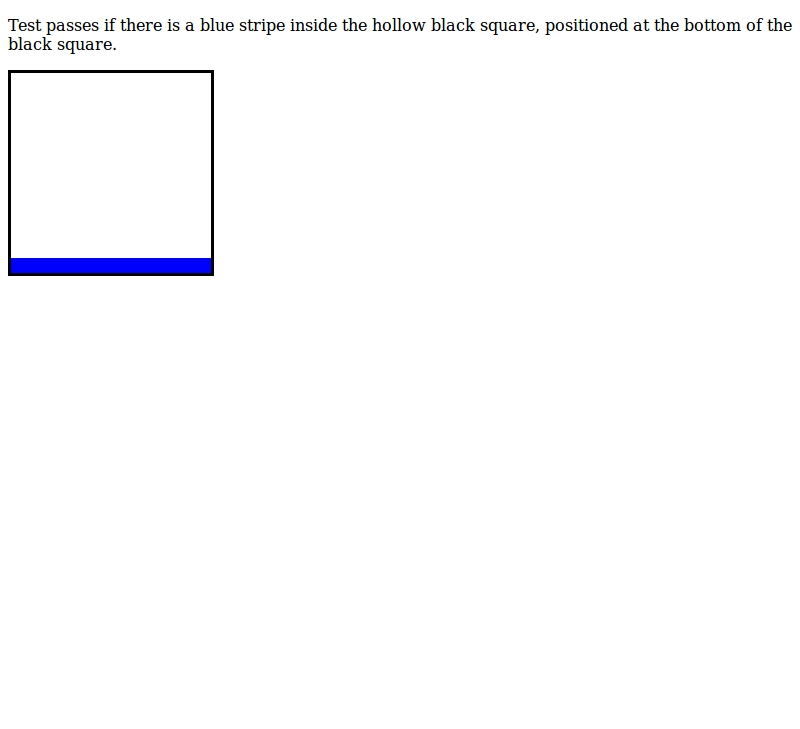 Test passes if there is a blue stripe inside the hollow black square, positioned at the bottom of the
black square.